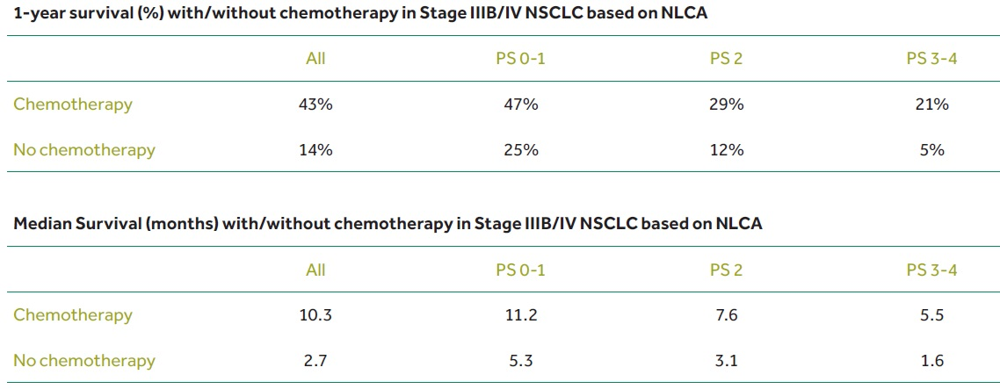 1-year survival (%) with/without chemotherapy in Stage IIIB/IV NSCLC based on NLCA
All PS 0-1 PS 2 PS 3-4
Chemotherapy 43% 47% 29% 21%
No chemotherapy 14% 25% 12% 5%
Median Survival (months) with/without chemotherapy in Stage IIIB/IV NSCLC based on NLCA
All PS 0-1 PS 2 PS 3-4
Chemotherapy 10.3 11.2 7.6 5.5
No chemotherapy 2.7 5.3 3.1 1.6